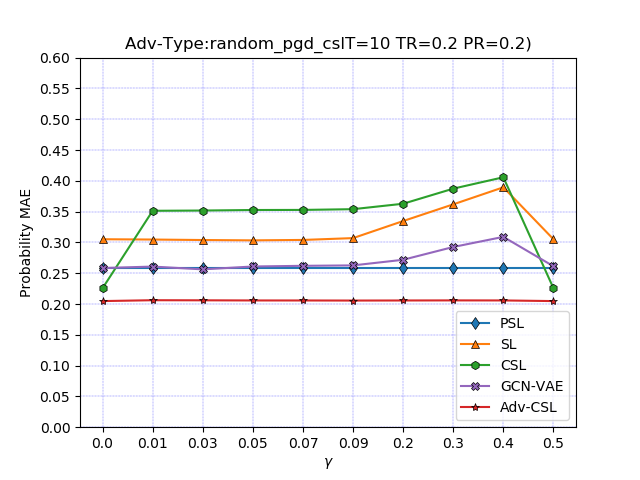 Adv-Type:random_pgd_cslT=10 TR=0.2 PR=0.2)
0.60
0.55
0.50
0.45
0.40
0.35
0.30
0.25
0.20
0.15
0.10
0.05
0.00
Probability MAE
PSL
SL
CSL
GCN-VAE
Adv-CSL
0.0 0.01 0.03 0.05 0.07 0.09 0.2 0.3 0.4 0.5
γ